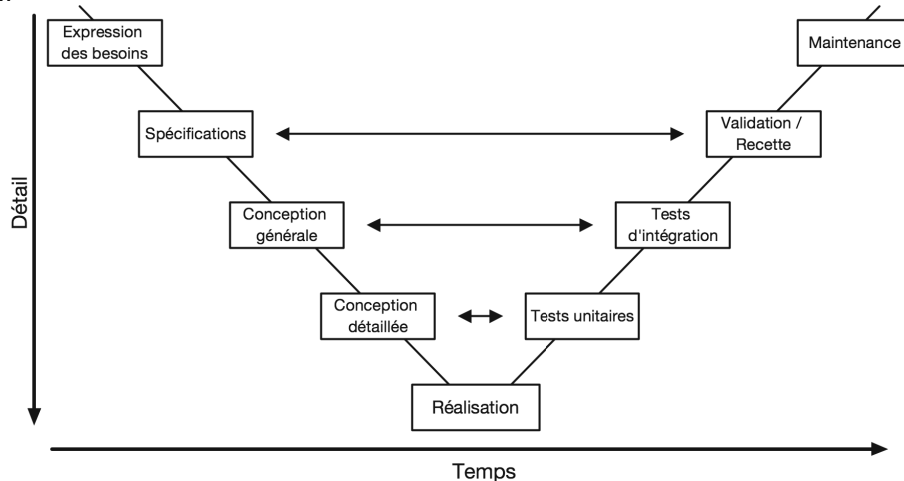 Expression
des besoins
Maintenance
Spécifications
Validation /
Recette
Conception
générale
Tests
d'intégration
Conception
détaillée
Tests unitaires
Réalisation
Détail
Temps